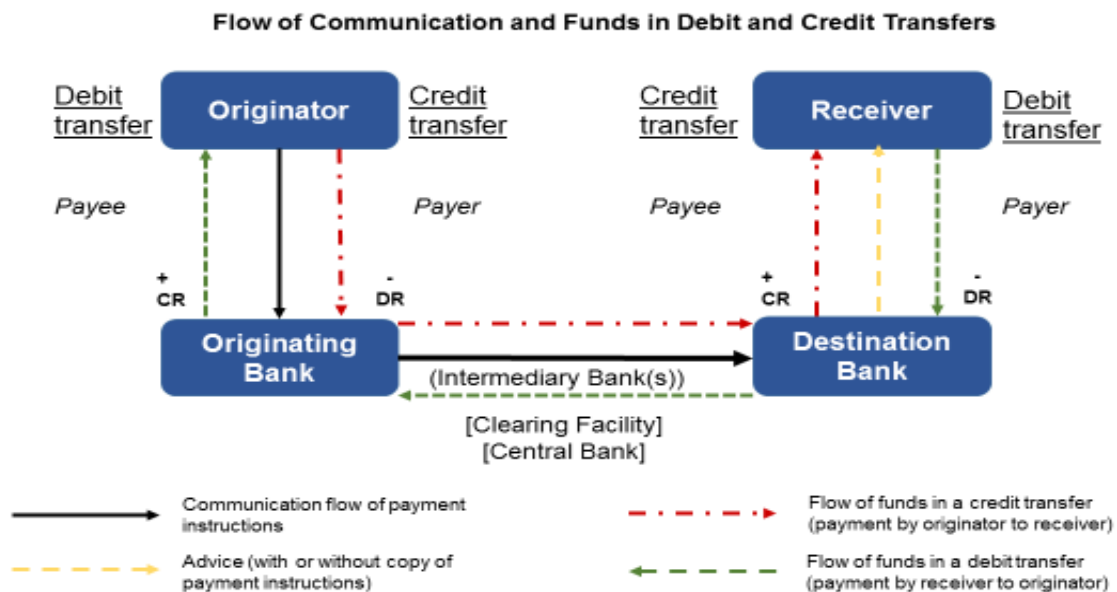 Flow of Communication and Funds in Debit and Credit Transfers
Debit
transfer
Originator
Credit
transfer
Credit
transfer
Receiver
Debit
transfer
Payee
Payer
Payee
Payer
+
CR
-
DR
+
CR
-
DR
Originating
Bank
Destination
Bank
(Intermediary Bank(s))
[Clearing Facility]
[Central Bank]
Communication flow of payment
instructions
Flow of funds in a credit transfer
(payment by originator to receiver)
Advice (with or without copy of
payment instructions)
Flow of funds in a debit transfer
(payment by receiver to originator)